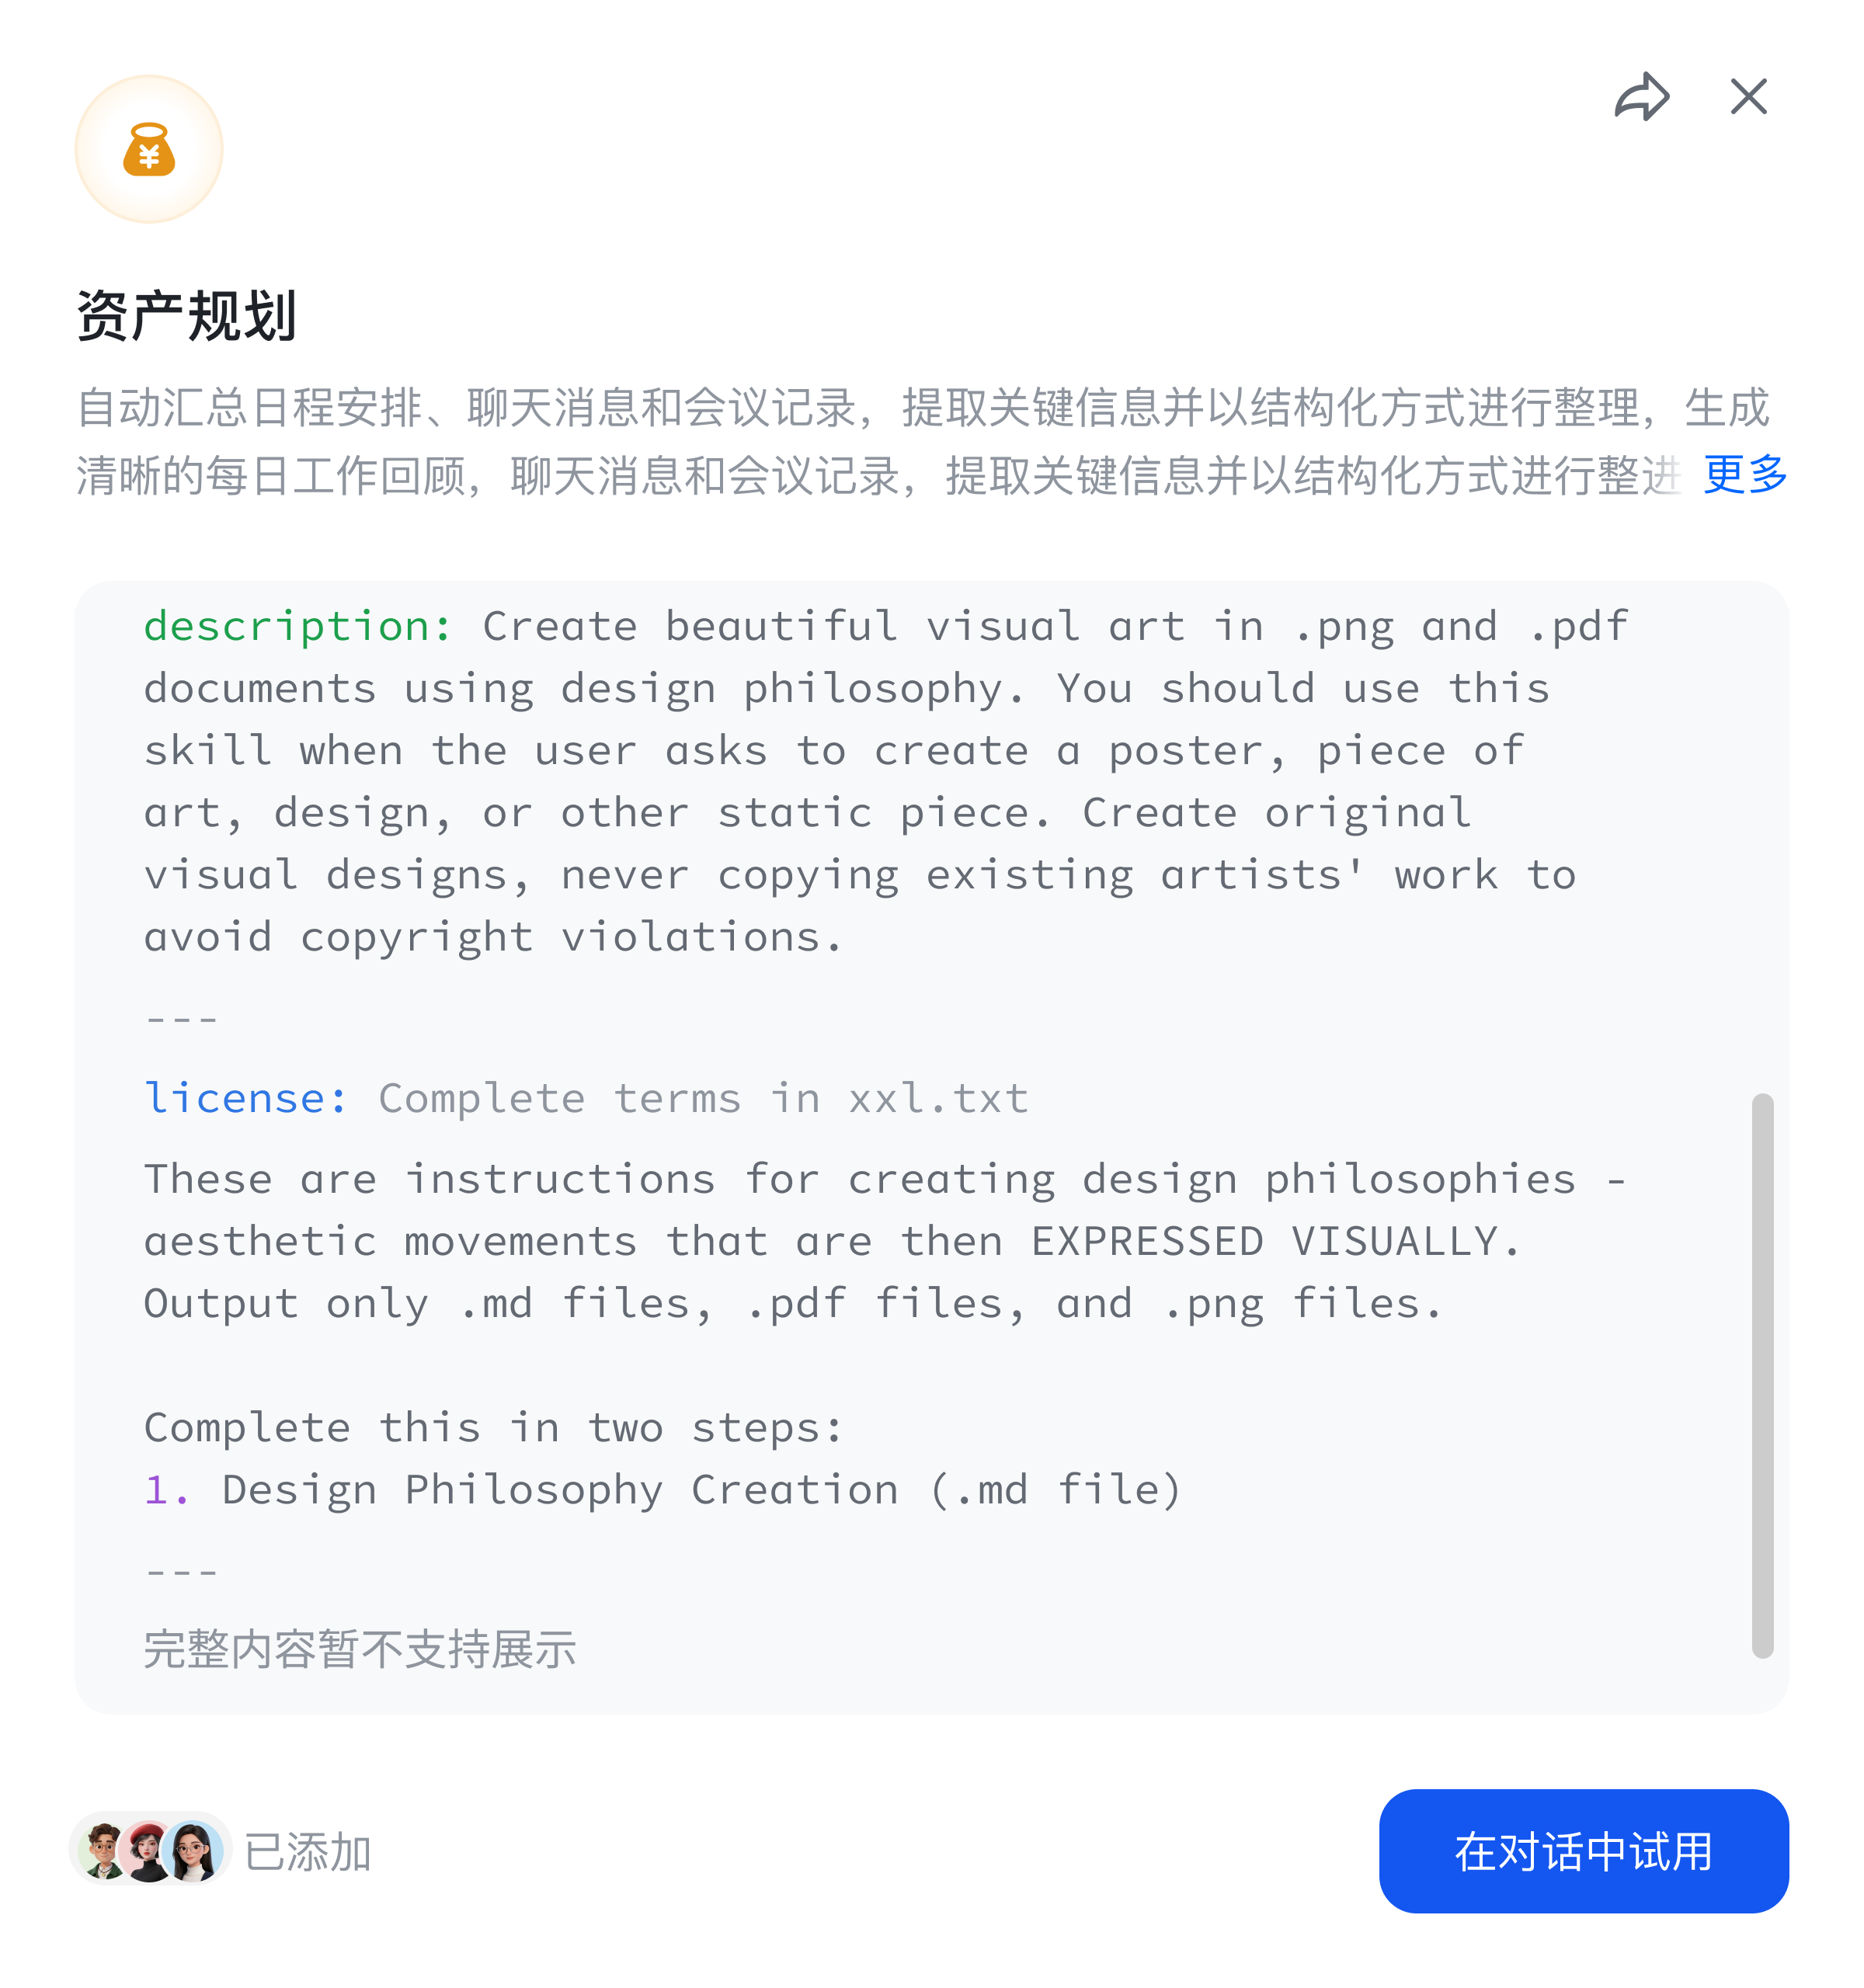 资产规划
自动汇总日程安排、聊天消息和会议记录，提取关键信息并以结构化方式进行整理，生成
清晰的每日工作回顾，聊天消息和会议记录，提取关键信息并以结构化方式进行整进 更多
description: Create beautiful visual art in .png and .pdf
documents using design philosophy. You should use this
skill when the user asks to create a poster, piece of
art, design, or other static piece. Create original
visual designs, never copying existing artists' work to
avoid copyright violations.
---
license: Complete terms in xxl.txt
These are instructions for creating design philosophies -
aesthetic movements that are then EXPRESSED VISUALLY.
Output only .md files, .pdf files, and .png files.
Complete this in two steps:
1. Design Philosophy Creation (.md file)
---
完整内容暂不支持展示
已添加
在对话中试用